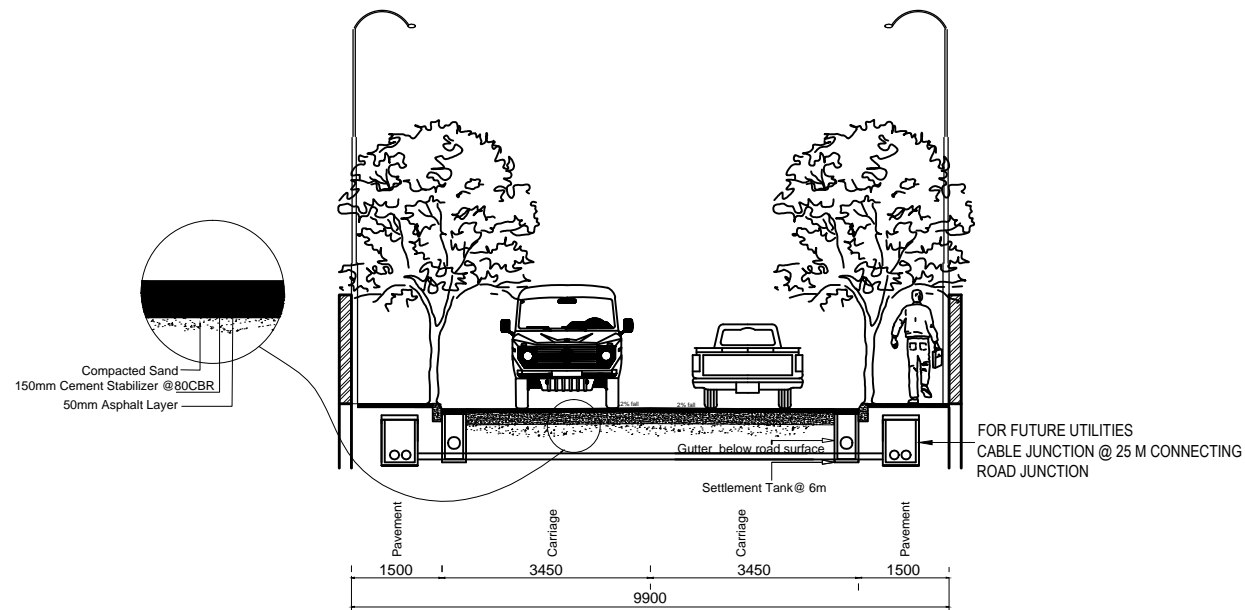 Compacted Sand
150mm Cement Stabilizer @80CBR
50mm Asphalt Layer
2% fall
2% fall
Gutter below road surface
Settlement Tank@ 6m
FOR FUTURE UTILITIES
CABLE JUNCTION @ 25 M CONNECTING
ROAD JUNCTION
Pavement
Carriage
Carriage
Pavement
1500
3450
3450
1500
9900